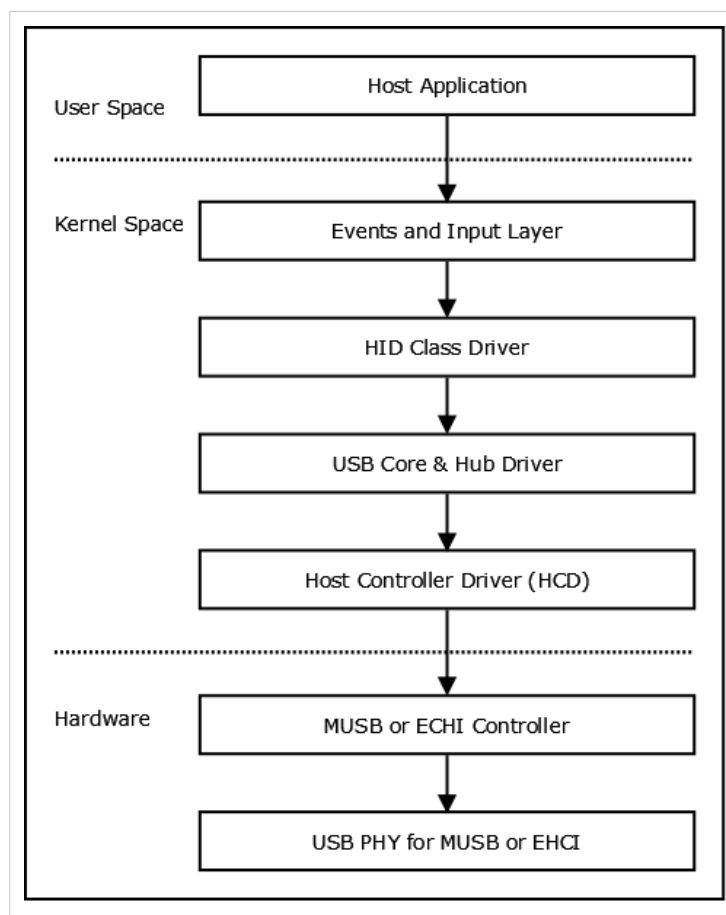 Host Application
User Space
Kernel Space
Events and Input Layer
HID Class Driver
USB Core & Hub Driver
Host Controller Driver (HCD)
Hardware
MUSB or ECHI Controller
USB PHY for MUSB or EHCI